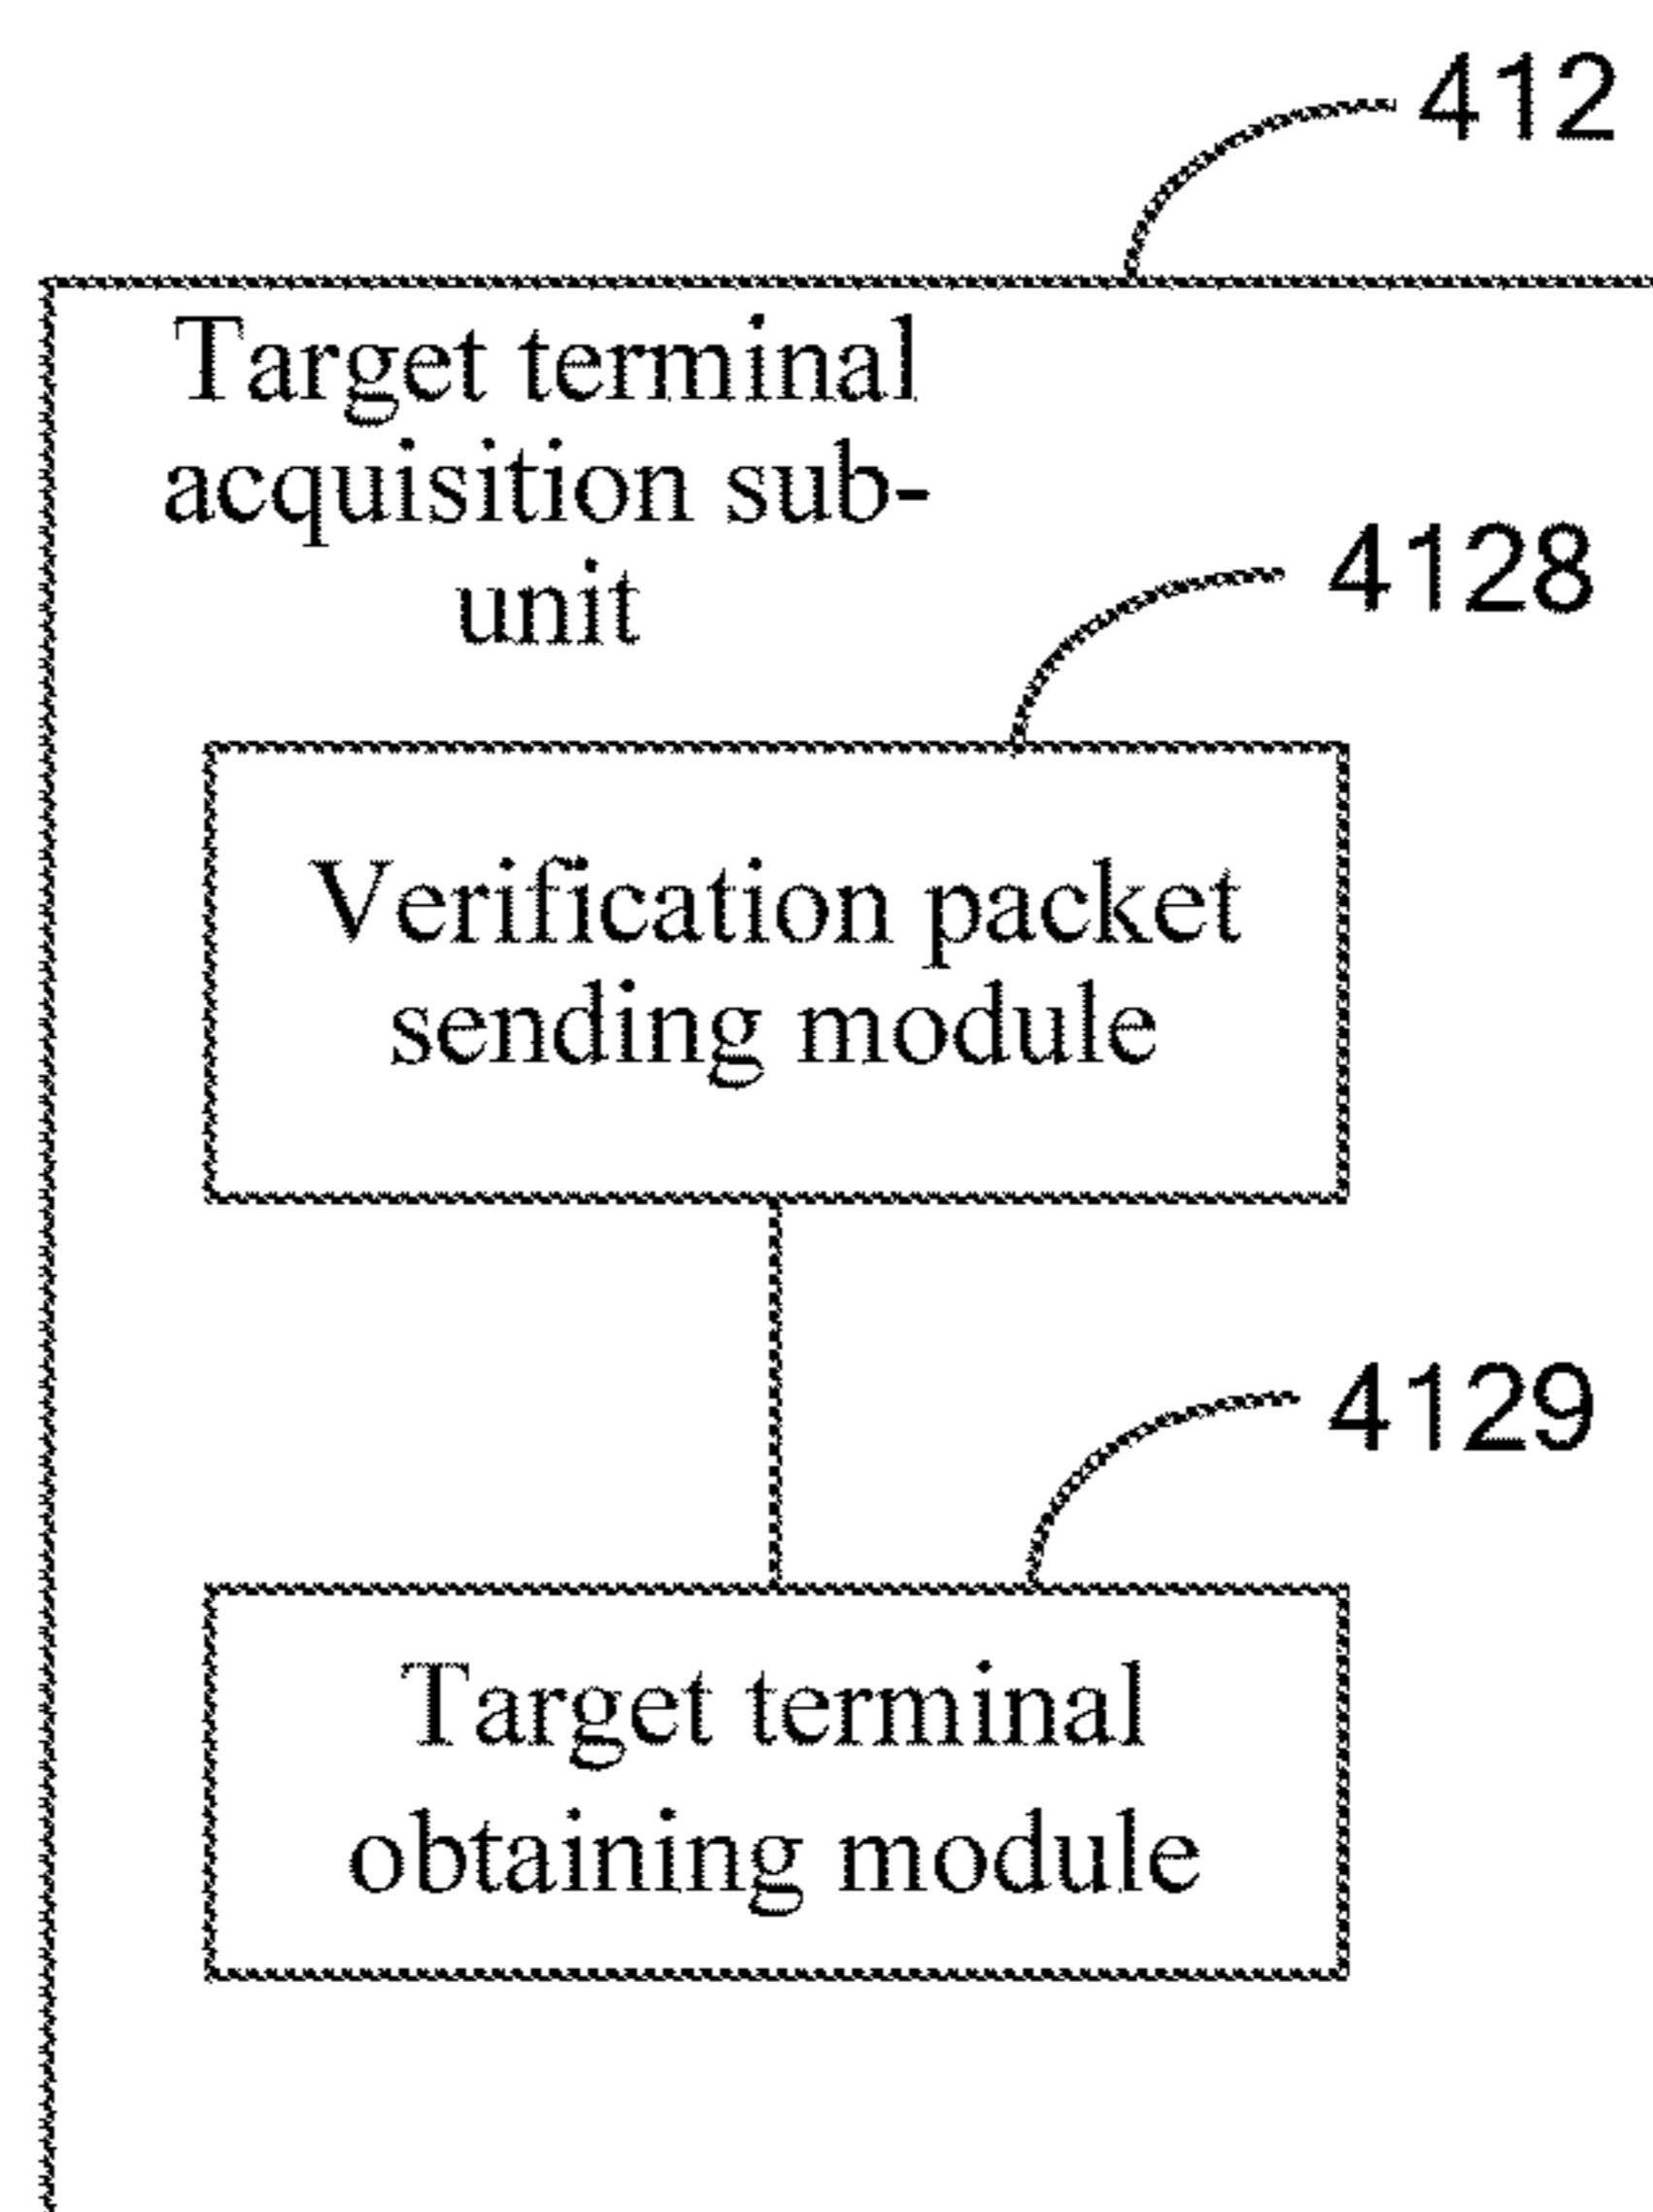 412
Target terminal
acquisition sub-
unit
4128
Verification packet
sending module
4129
Target terminal
obtaining module